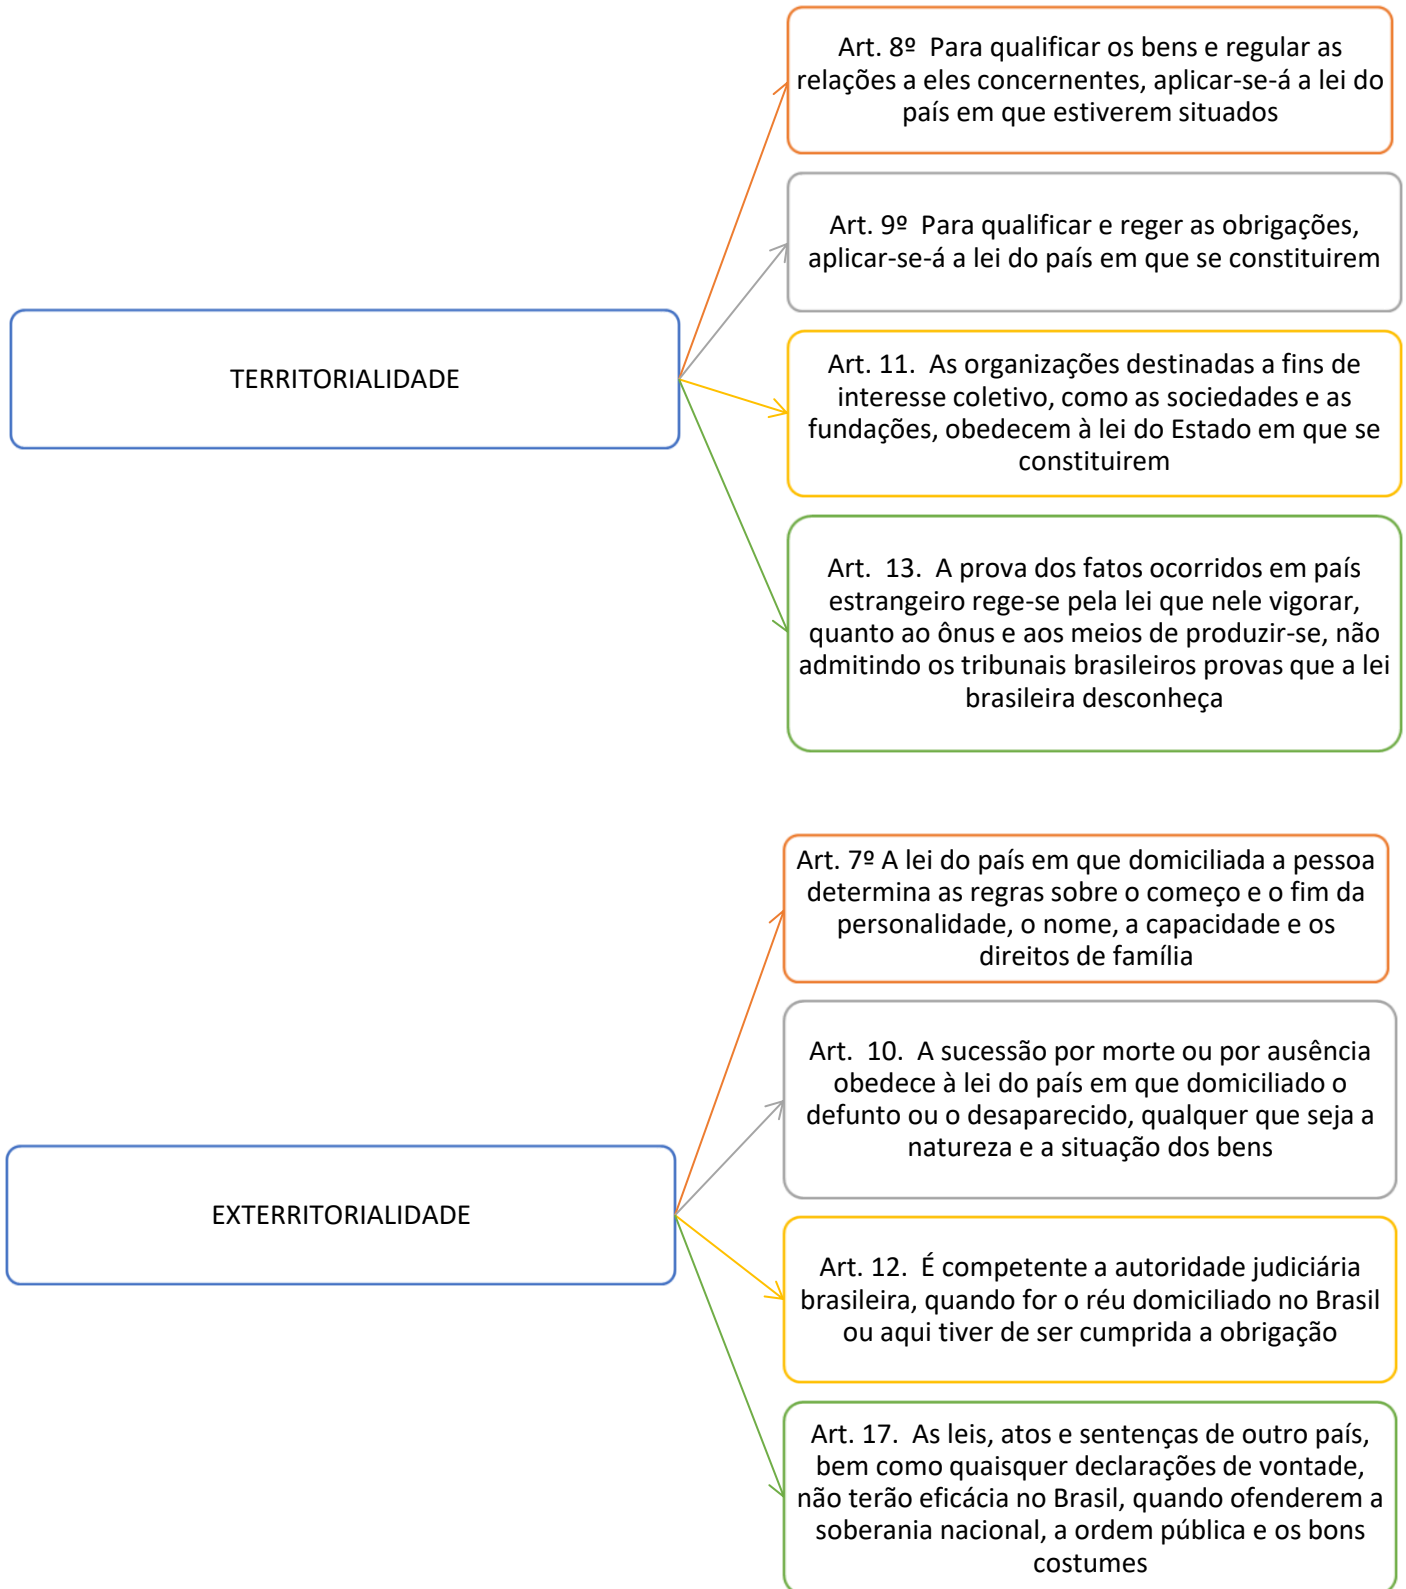 Art. 8º Para qualificar os bens e regular as
relações a eles concernentes, aplicar-se-á a lei do
país em que estiverem situados
Art. 9º Para qualificar e reger as obrigações,
aplicar-se-á a lei do país em que se constituirem
TERRITORIALIDADE
Art. 11. As organizações destinadas a fins de
interesse coletivo, como as sociedades e as
fundações, obedecem à lei do Estado em que se
constituirem
Art. 13. A prova dos fatos ocorridos em país
estrangeiro rege-se pela lei que nele vigorar,
quanto ao ônus e aos meios de produzir-se, não
admitindo os tribunais brasileiros provas que a lei
brasileira desconheça
Art. 7º A lei do país em que domiciliada a pessoa
determina as regras sobre o começo e o fim da
personalidade, o nome, a capacidade e os
direitos de família
Art. 10. A sucessão por morte ou por ausência
obedece à lei do país em que domiciliado o
defunto ou o desaparecido, qualquer que seja a
natureza e a situação dos bens
EXTERRITORIALIDADE
Art. 12. É competente a autoridade judiciária
brasileira, quando for o réu domiciliado no Brasil
ou aqui tiver de ser cumprida a obrigação
Art. 17. As leis, atos e sentenças de outro país,
bem como quaisquer declarações de vontade,
não terão eficácia no Brasil, quando ofenderem a
soberania nacional, a ordem pública e os bons
costumes